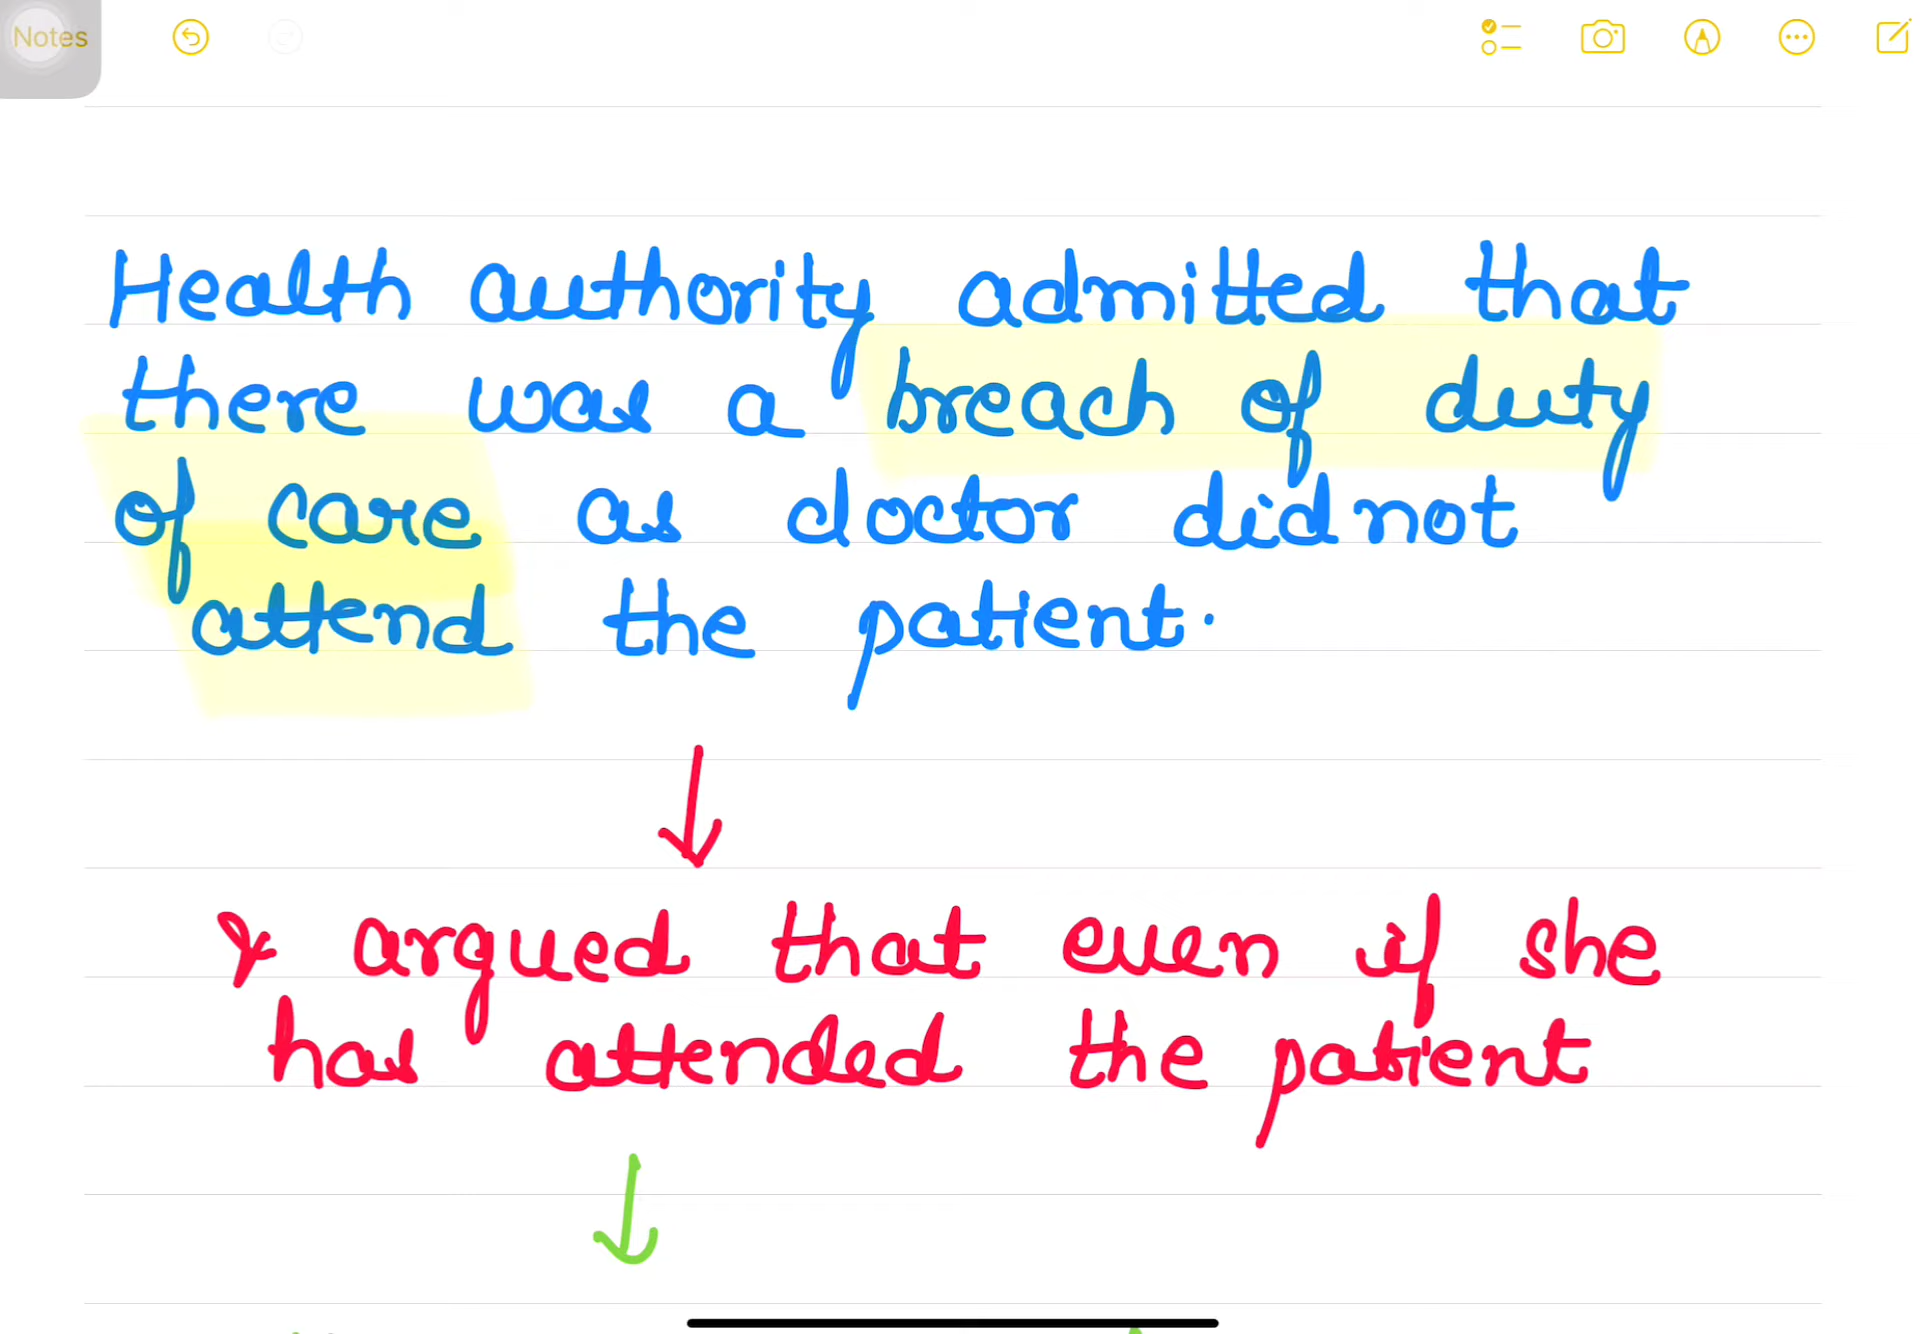 Notes
Health authority admitted that
there was a breach of duty
of care as doctor did not
attend the patient.
& argued that even if she
has attended the patient